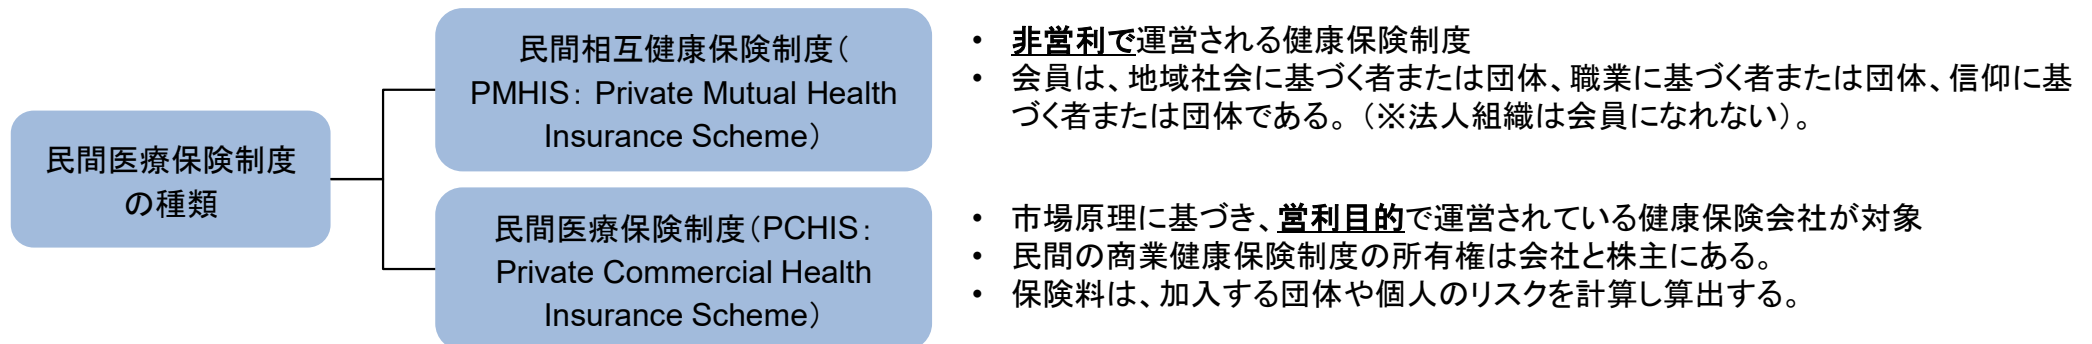 民間医療保険制度
の種類
民間相互健康保険制度（
PMHIS： Private Mutual Health
Insurance Scheme）
• 非営利で運営される健康保険制度
• 会員は、地域社会に基づく者または団体、職業に基づく者または団体、信仰に基
づく者または団体である。（※法人組織は会員になれない）。
民間医療保険制度（PCHIS：
Private Commercial Health
Insurance Scheme）
• 市場原理に基づき、営利目的で運営されている健康保険会社が対象
• 民間の商業健康保険制度の所有権は会社と株主にある。
• 保険料は、加入する団体や個人のリスクを計算し算出する。